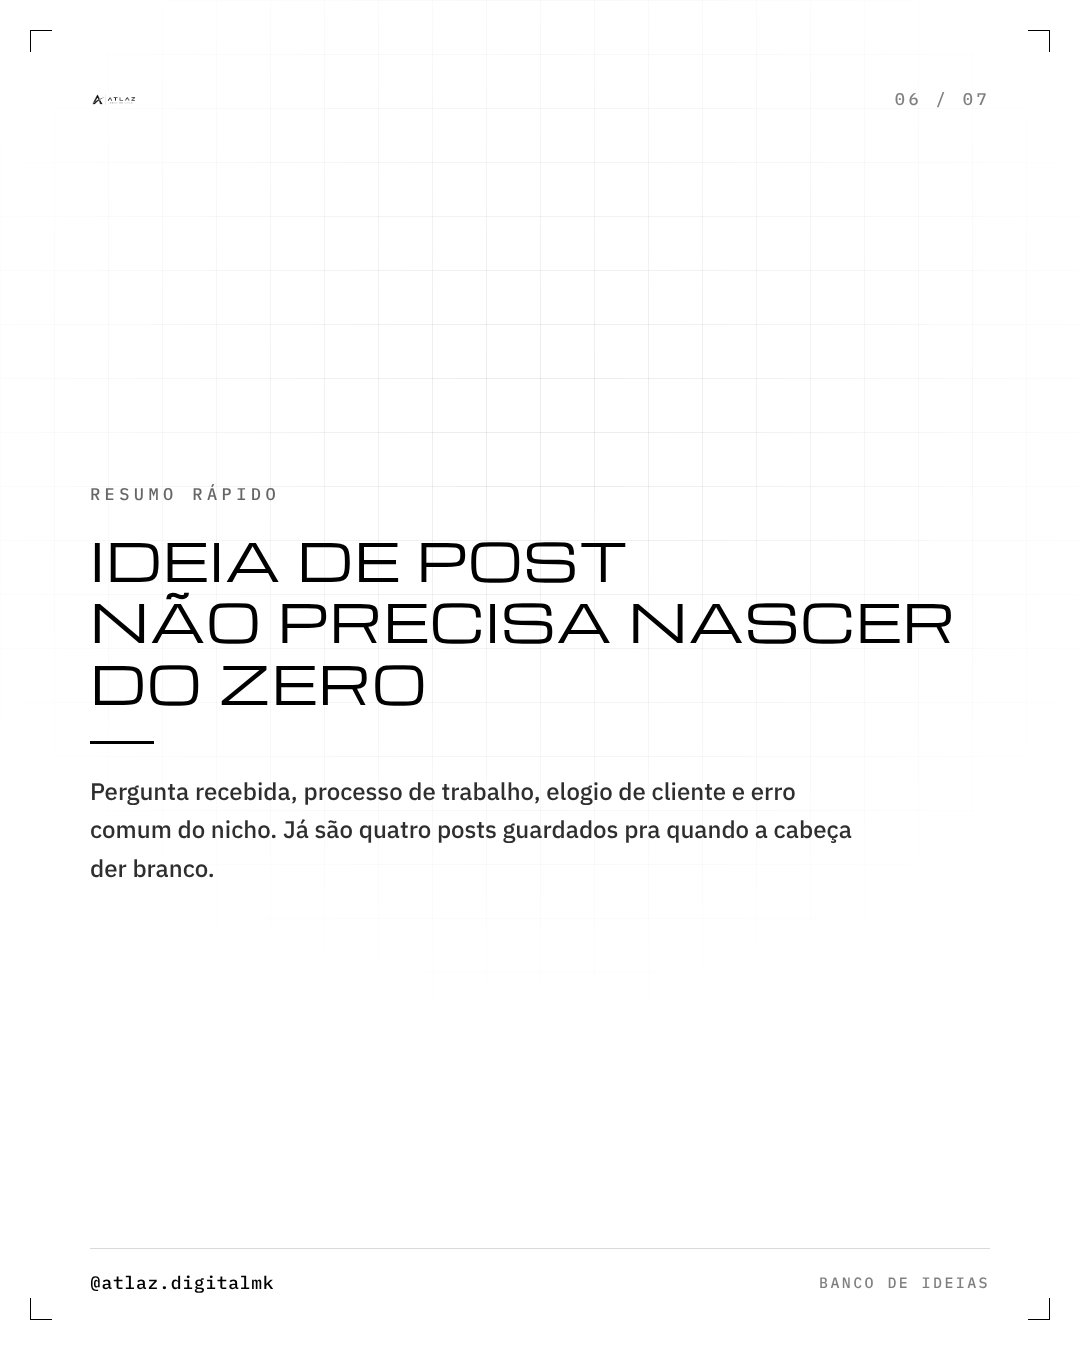 ATLAZ
06 / 07
RESUMO RÁPIDO
IDEIA DE POST
NÃO PRECISA NASCER
DO ZERO
Pergunta recebida, processo de trabalho, elogio de cliente e erro
comum do nicho. Já são quatro posts guardados pra quando a cabeça
der branco.
@atlaz.digitalmk
BANCO DE IDEIAS